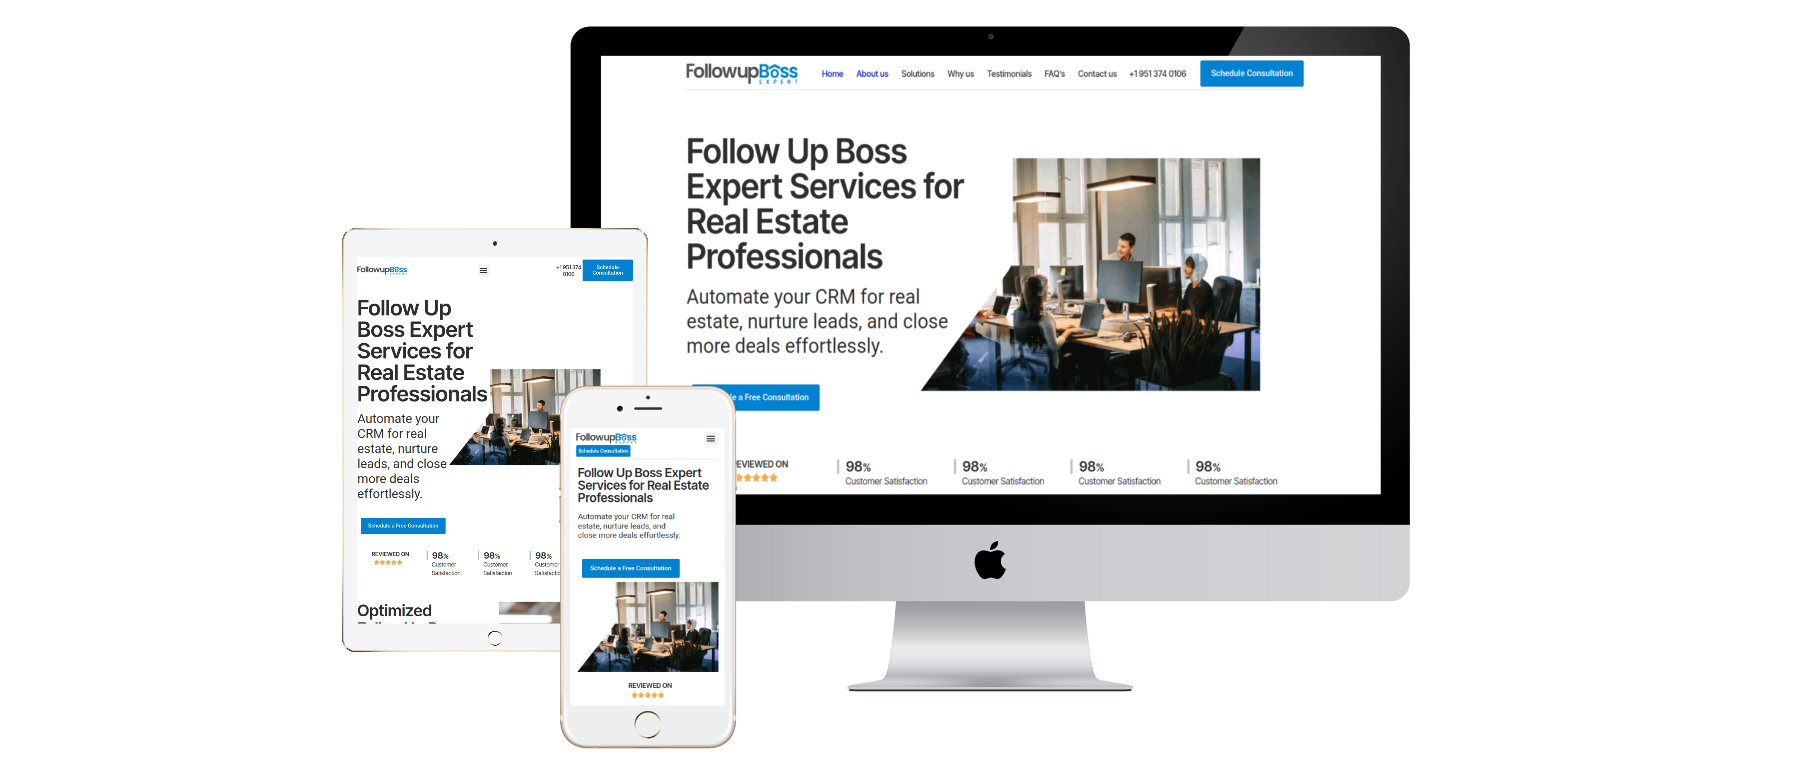 FollowupBoss
EXPERT
Home About us Solutions Why us Testimonials FAQ's Contact us +1 951 374 0106 Schedule Consultation
Follow Up Boss
Expert Services for
Real Estate
Professionals
Automate your CRM for real
estate, nurture leads, and close
more deals effortlessly.
a Free Consultation
EVIEWED ON
98% 98% 98% 98%
Customer Satisfaction Customer Satisfaction Customer Satisfaction Customer Satisfaction
FollowupBoss
EXPERT
+1 951 374
0106
Schedule
Consultation
Follow Up
Boss Expert
Services for
Real Estate
Professionals
Automate your
CRM for real
estate, nurture
leads, and close
more deals
effortlessly.
Schedule a Free Consultation
REVIEWED ON
98% 98% 98%
Customer Customer Customer
Satisfaction Satisfaction Satisfactio
Optimized
FollowupBoss
EXPERT
Schedule Consultation
Follow Up Boss Expert
Services for Real Estate
Professionals
Automate your CRM for real
estate, nurture leads, and
close more deals effortlessly.
Schedule a Free Consultation
REVIEWED ON